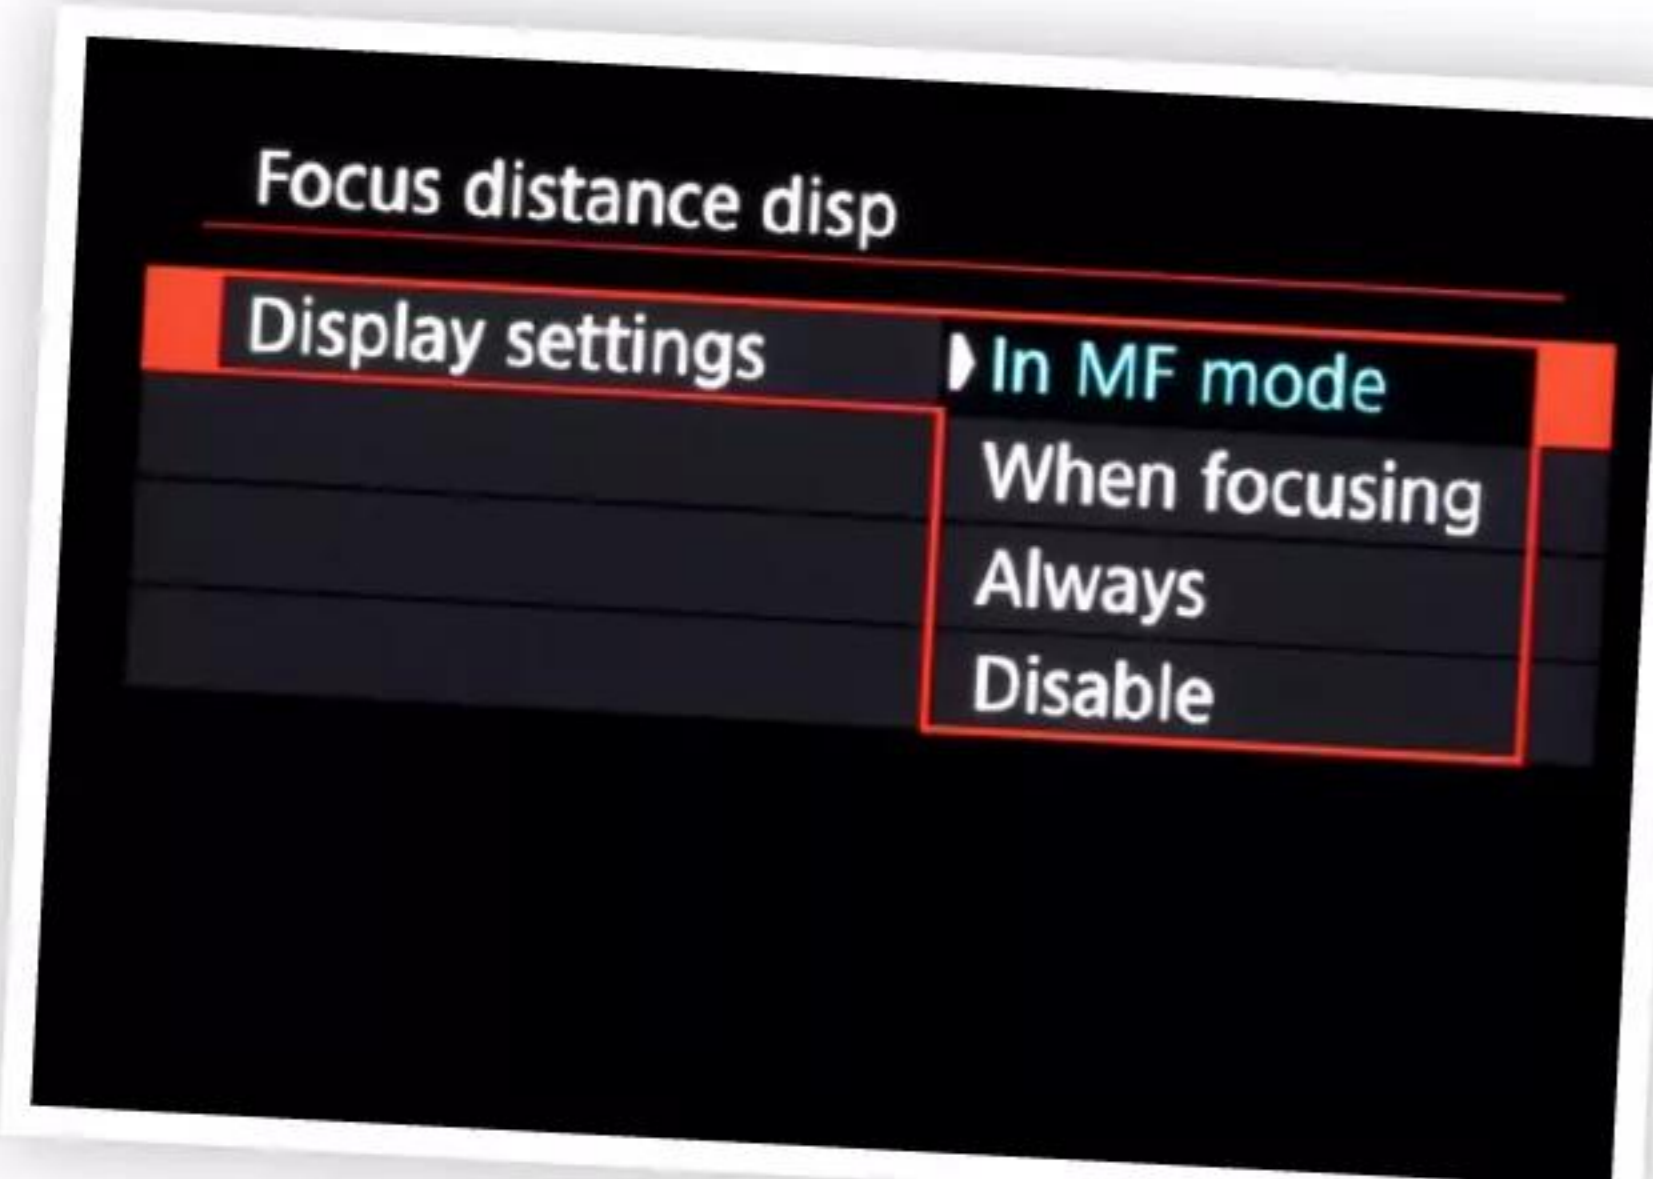 Focus distance disp
Display settings
In MF mode
When focusing
Always
Disable